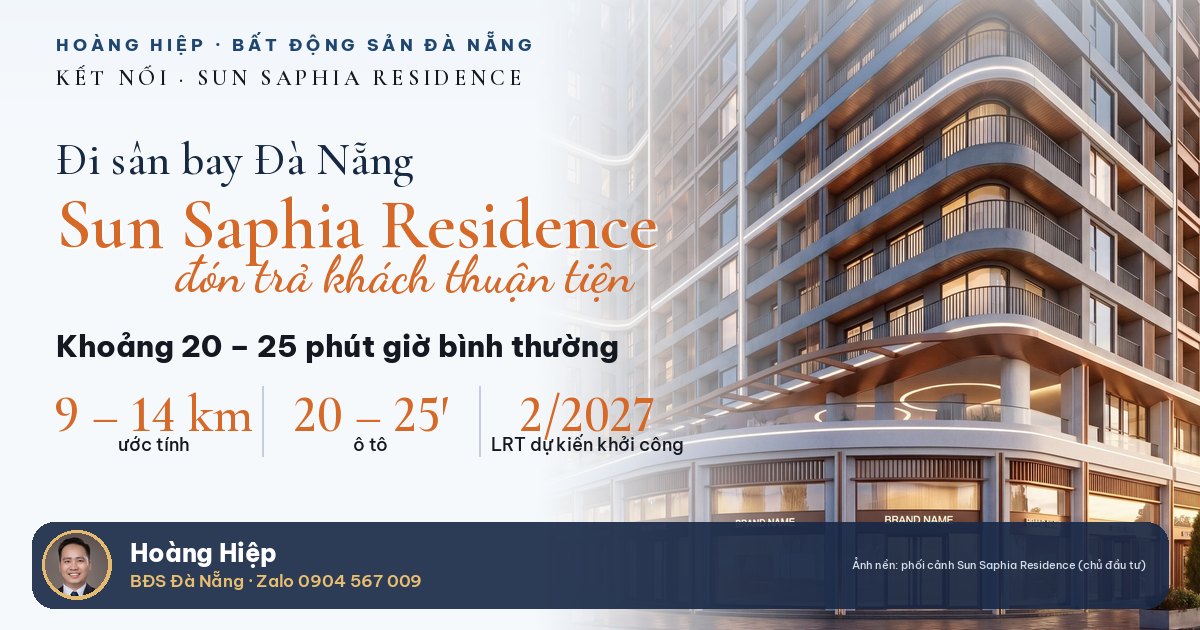 HOÀNG HIỆP · BẤT ĐỘNG SẢN ĐÀ NẴNG
KẾT NỐI · SUN SAPHIA RESIDENCE
Đi sân bay Đà Nẵng
Sun Saphia Residence
đón trả khách thuận tiện
Khoảng 20 – 25 phút giờ bình thường
9 – 14 km
ước tính
20 – 25'
ô tô
2/2027
LRT dự kiến khởi công
BRAND NAME
BRAND NAME
Hoàng Hiệp
BĐS Đà Nẵng · Zalo 0904 567 009
Ảnh nền: phối cảnh Sun Saphia Residence (chủ đầu tư)